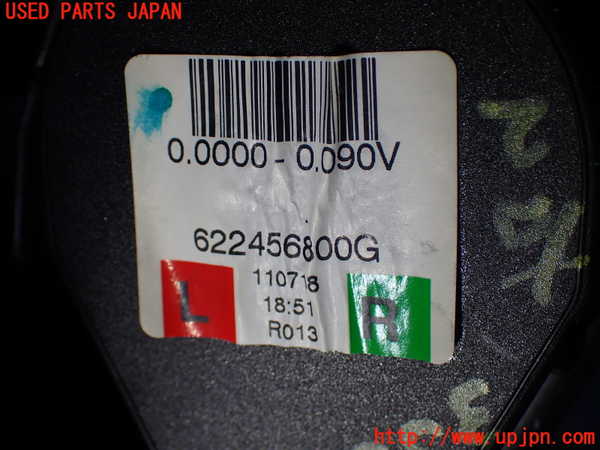 USED PARTS JAPAN
0.0000-0.090V
622456800G
110718
18:51
R013
L
R
http://www.upjpn.com/